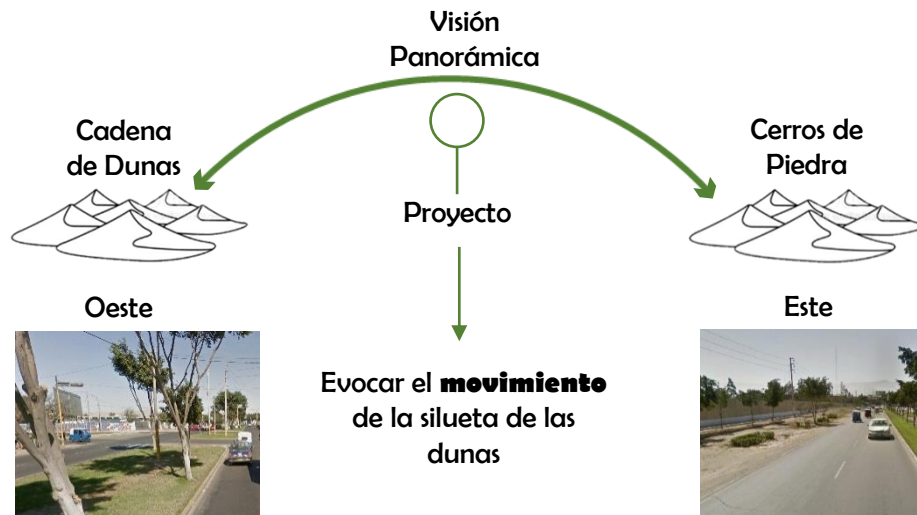 Visión
Panorámica
Cadena
de Dunas
Cerros de
Piedra
Proyecto
Oeste
Este
Evocar el movimiento
de la silueta de las
dunas